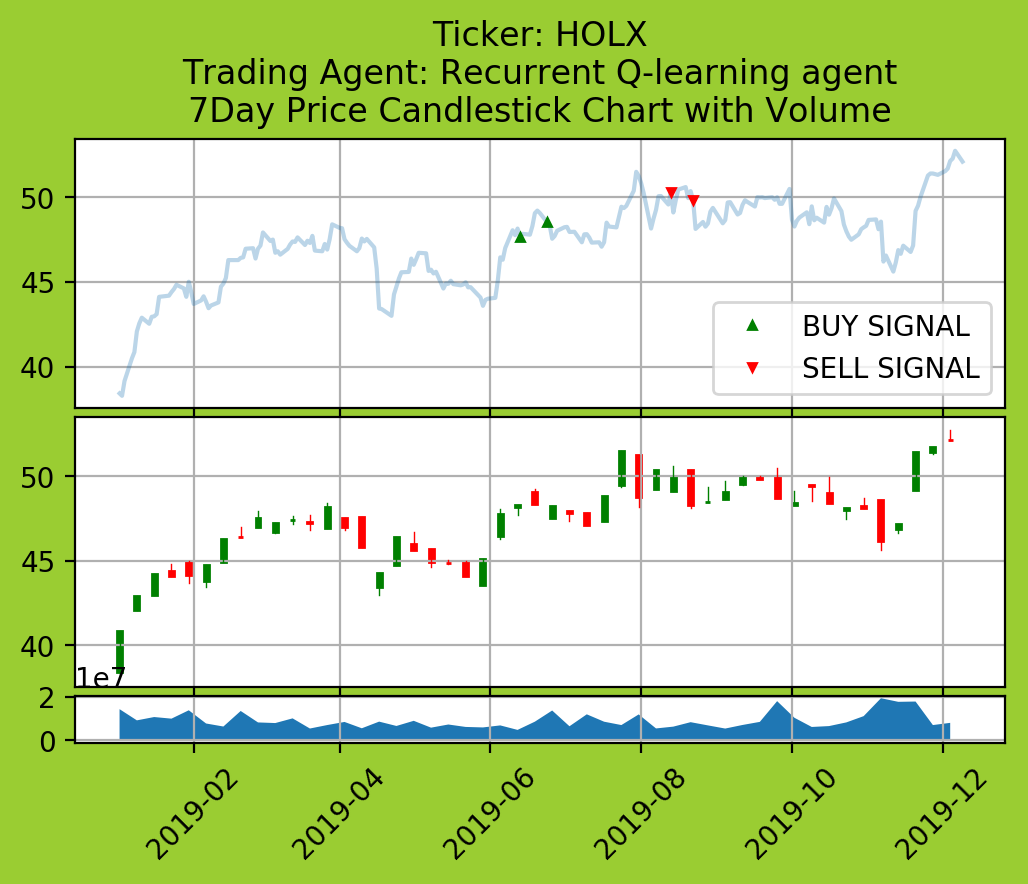 Ticker: HOLX
Trading Agent: Recurrent Q-learning agent
7Day Price Candlestick Chart with Volume
50
45
40
BUY SIGNAL
SELL SIGNAL
50
45
40
1e7
2
0
2019-02
2019-04
2019-06
2019-08
2019-10
2019-12